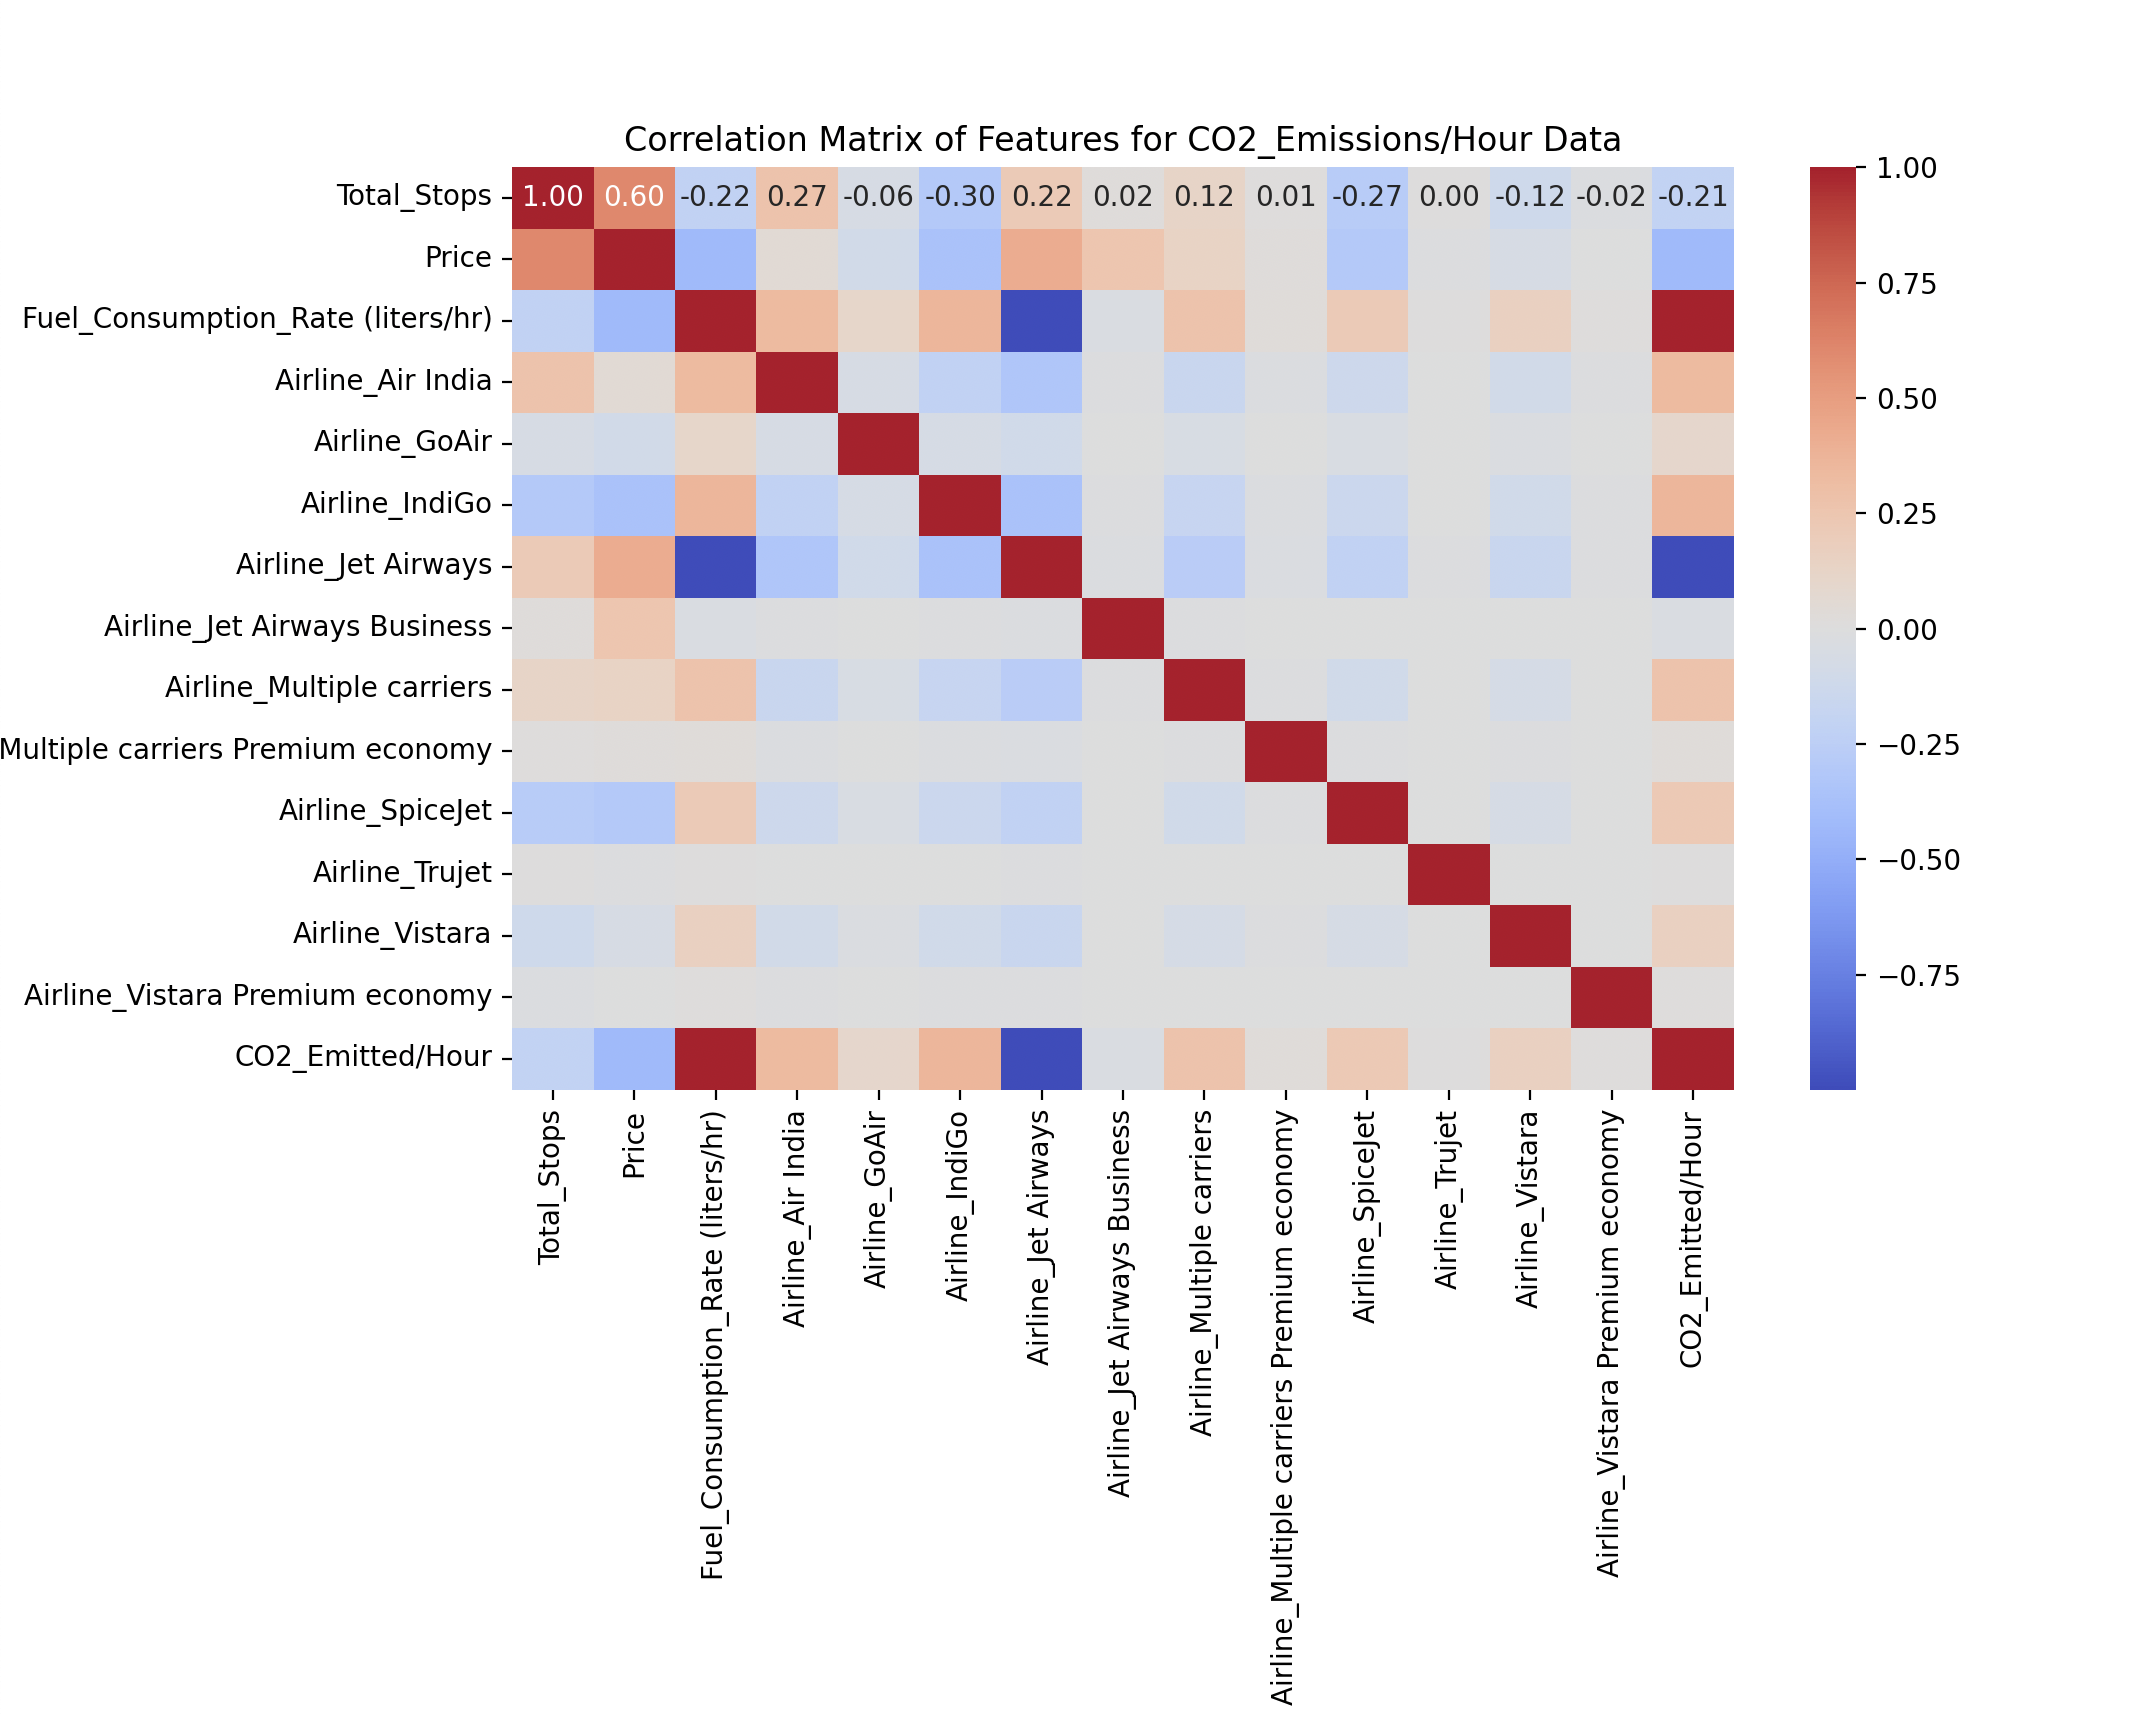 Correlation Matrix of Features for CO2_Emissions/Hour Data
Total_Stops 1.00 0.60 -0.22 0.27 -0.06 -0.30 0.22 0.02 0.12 0.01 -0.27 0.00 -0.12 -0.02 -0.21
Price
Fuel_Consumption_Rate (liters/hr)
Airline_Air India
Airline_GoAir
Airline_IndiGo
Airline_Jet Airways
Airline_Jet Airways Business
Airline_Multiple carriers
Multiple carriers Premium economy
Airline_SpiceJet
Airline_Trujet
Airline_Vistara
Airline_Vistara Premium economy
CO2_Emitted/Hour
Total_Stops
Price
Fuel_Consumption_Rate (liters/hr)
Airline_Air India
Airline_GoAir
Airline_IndiGo
Airline_Jet Airways
Airline_Jet Airways Business
Airline_Multiple carriers
Airline_Multiple carriers Premium economy
Airline_SpiceJet
Airline_Trujet
Airline_Vistara
Airline_Vistara Premium economy
CO2_Emitted/Hour
1.00
0.75
0.50
0.25
0.00
−0.25
−0.50
−0.75